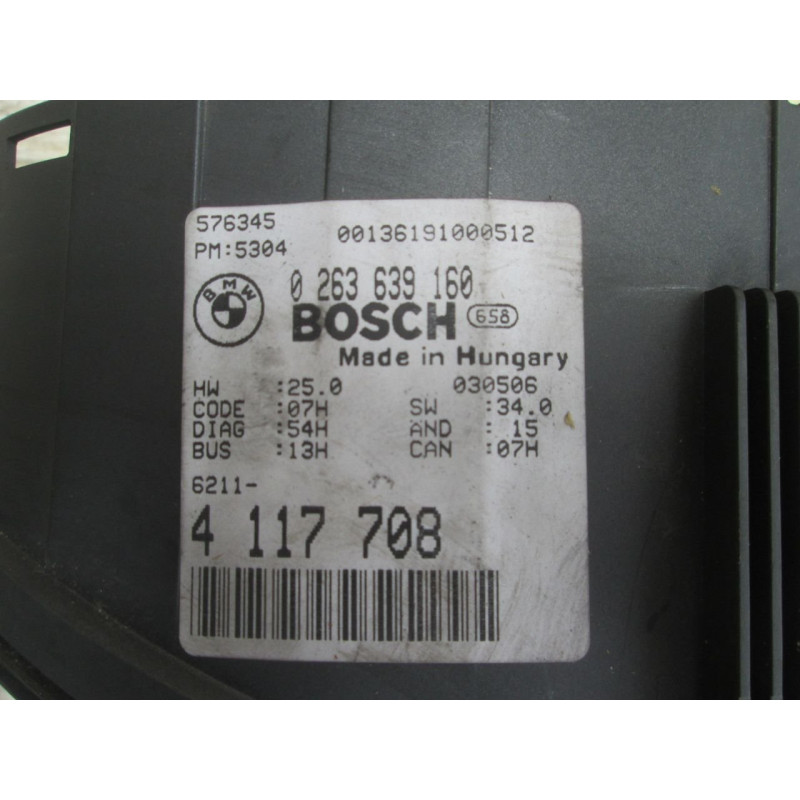 576345 00136191000512
PM:5304
BMW 0 263 639 160
BOSCH 658
Made in Hungary
HW :25.0 030506
CODE :07H SW :34.0
DIAG :54H AND : 15
BUS :13H CAN :07H
6211-
4 117 708